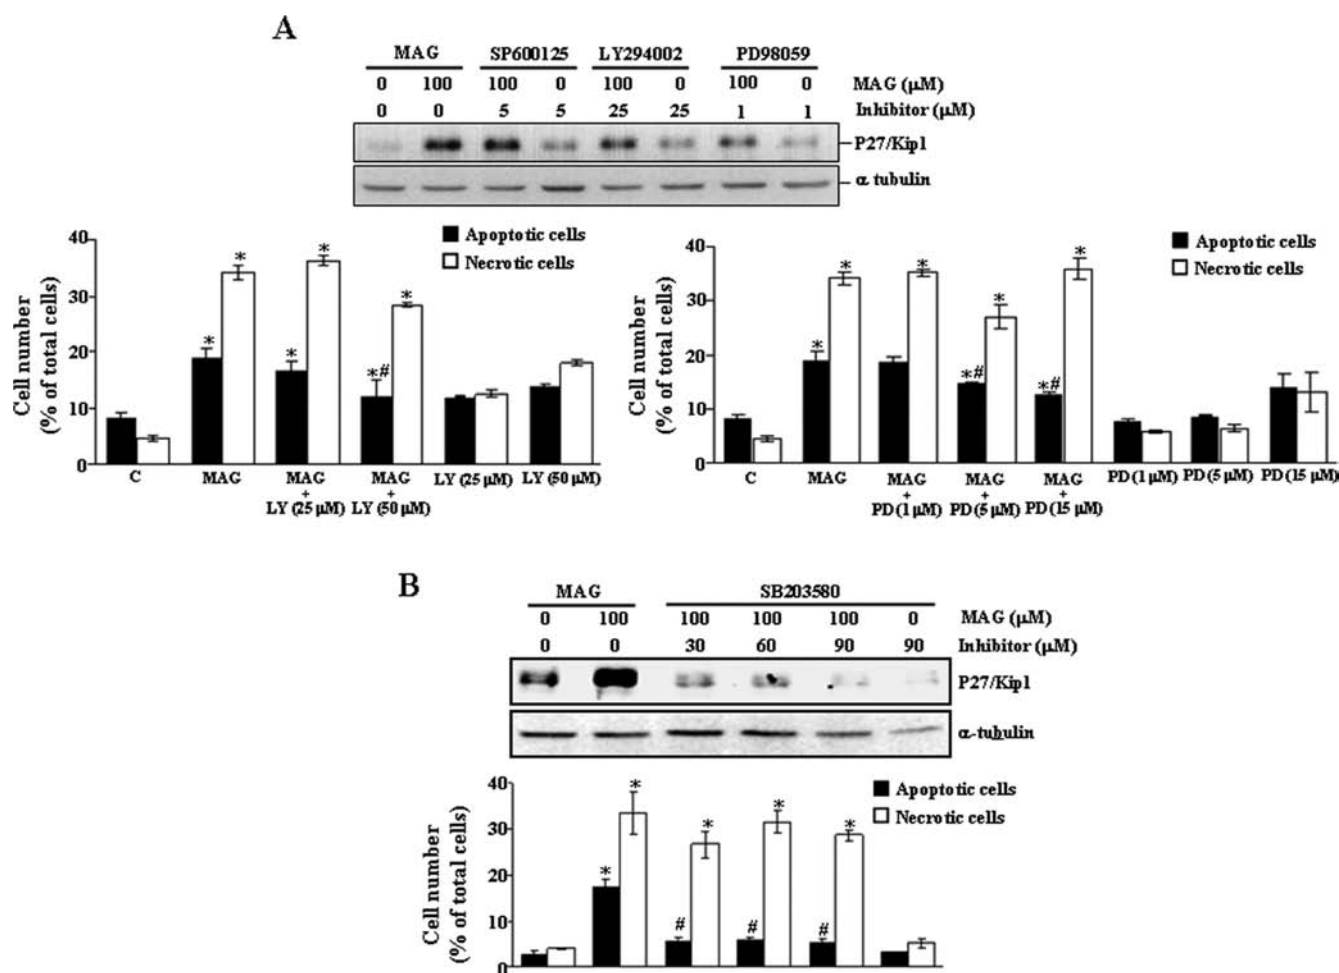 A
MAG SP600125 LY294002 PD98059
0 100 100 0 100 0 100 0 MAG (µM)
0 0 5 5 25 25 1 1 Inhibitor (µM)
P27/Kip1
α tubulin
Apoptotic cells
Necrotic cells
Cell number
(% of total cells)
40
30
20
10
0
* * * * * *# *
C MAG MAG + LY (25 µM) MAG + LY (50 µM) LY (25 µM) LY (50 µM)
Apoptotic cells
Necrotic cells
Cell number
(% of total cells)
40
30
20
10
0
* * * *# * *# *
C MAG MAG + PD (1 µM) MAG + PD (5 µM) MAG + PD (15 µM) PD (1 µM) PD (5 µM) PD (15 µM)
B
MAG SB203580
0 100 100 100 100 0 MAG (µM)
0 0 30 60 90 90 Inhibitor (µM)
P27/Kip1
α-tubulin
Apoptotic cells
Necrotic cells
Cell number
(% of total cells)
40
30
20
10
0
* * # * # * # *